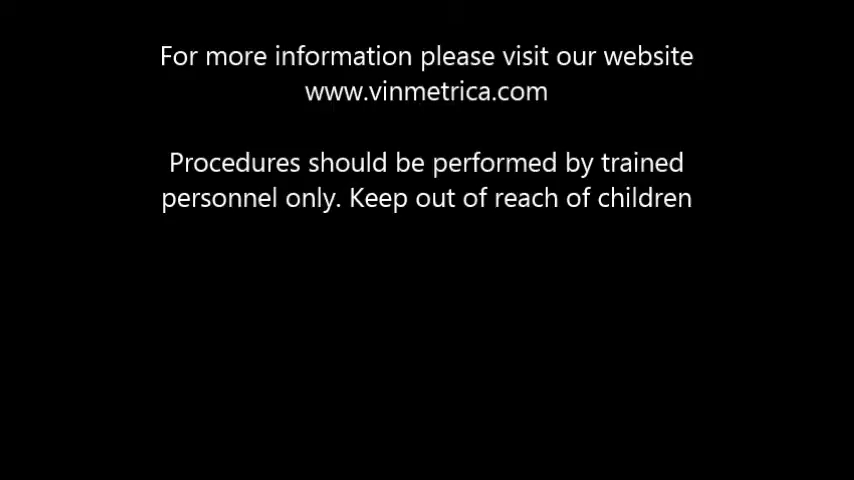 For more information please visit our website
www.vinmetrica.com
Procedures should be performed by trained
personnel only. Keep out of reach of children